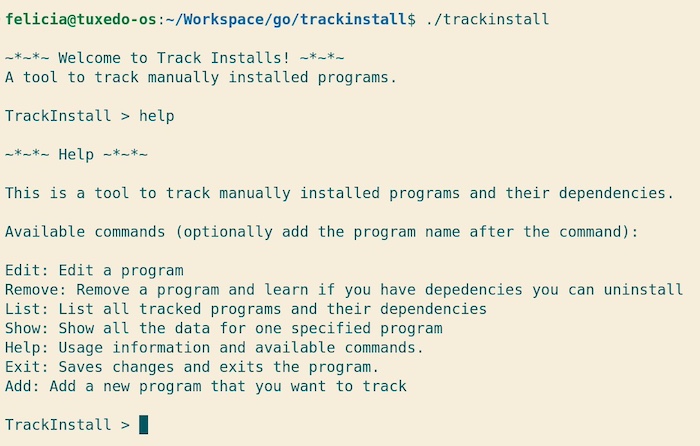 felicia@tuxedo-os:~/Workspace/go/trackinstall$ ./trackinstall
~*~*~ Welcome to Track Installs! ~*~*~
A tool to track manually installed programs.
TrackInstall > help
~*~*~ Help ~*~*~
This is a tool to track manually installed programs and their dependencies.
Available commands (optionally add the program name after the command):
Edit: Edit a program
Remove: Remove a program and learn if you have depedencies you can uninstall
List: List all tracked programs and their dependencies
Show: Show all the data for one specified program
Help: Usage information and available commands.
Exit: Saves changes and exits the program.
Add: Add a new program that you want to track
TrackInstall >